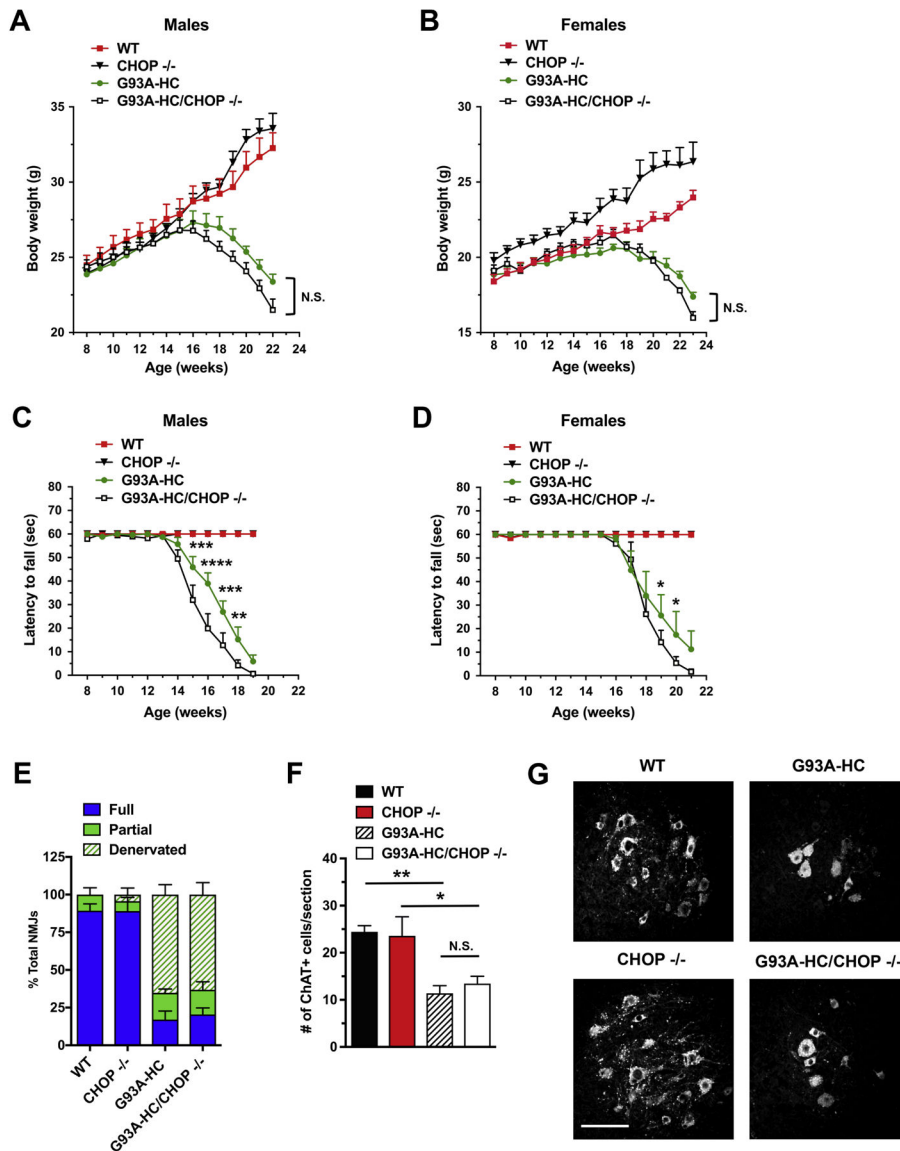 A
Males
WT
CHOP -/-
G93A-HC
G93A-HC/CHOP -/-
Body weight (g)
35
30
25
20
8 10 12 14 16 18 20 22 24
Age (weeks)
N.S.
B
Females
WT
CHOP -/-
G93A-HC
G93A-HC/CHOP -/-
Body weight (g)
30
25
20
15
8 9 10 11 12 13 14 15 16 17 18 19 20 21 22 23 24
Age (weeks)
N.S.
C
Males
WT
CHOP -/-
G93A-HC
G93A-HC/CHOP -/-
Latency to fall (sec)
80
70
60
50
40
30
20
10
0
***
****
***
**
8 10 12 14 16 18 20 22
Age (weeks)
D
Females
WT
CHOP -/-
G93A-HC
G93A-HC/CHOP -/-
Latency to fall (sec)
80
70
60
50
40
30
20
10
0
*
*
8 10 12 14 16 18 20 22
Age (weeks)
E
Full
Partial
Denervated
% Total NMJs
125
100
75
50
25
0
WT
CHOP -/-
G93A-HC
G93A-HC/CHOP -/-
F
WT
CHOP -/-
G93A-HC
G93A-HC/CHOP -/-
# of ChAT+ cells/section
40
30
20
10
0
**
*
N.S.
G
WT
G93A-HC
CHOP -/-
G93A-HC/CHOP -/-